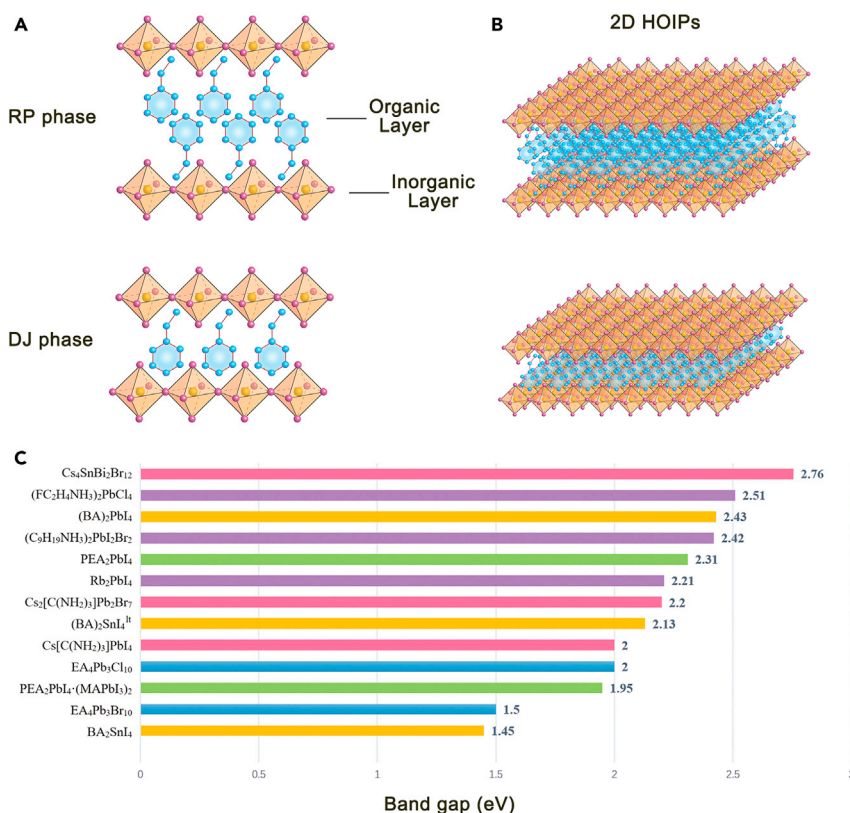 A
B
2D HOIPs
RP phase
Organic
Layer
Inorganic
Layer
DJ phase
C
Cs₄SnBi₂Br₁₂
2.76
(FC₂H₄NH₃)₂PbCl₄
2.51
(BA)₂PbI₄
2.43
(C₉H₁₉NH₃)₂PbI₂Br₂
2.42
PEA₂PbI₄
2.31
Rb₂PbI₄
2.21
Cs₂[C(NH₂)₃]Pb₂Br₇
2.2
(BA)₂SnI₄ˡᵗ
2.13
Cs[C(NH₂)₃]PbI₄
2
EA₄Pb₃Cl₁₀
2
PEA₂PbI₄·(MAPbI₃)₂
1.95
EA₄Pb₃Br₁₀
1.5
BA₂SnI₄
1.45
0 0.5 1 1.5 2 2.5 3
Band gap (eV)